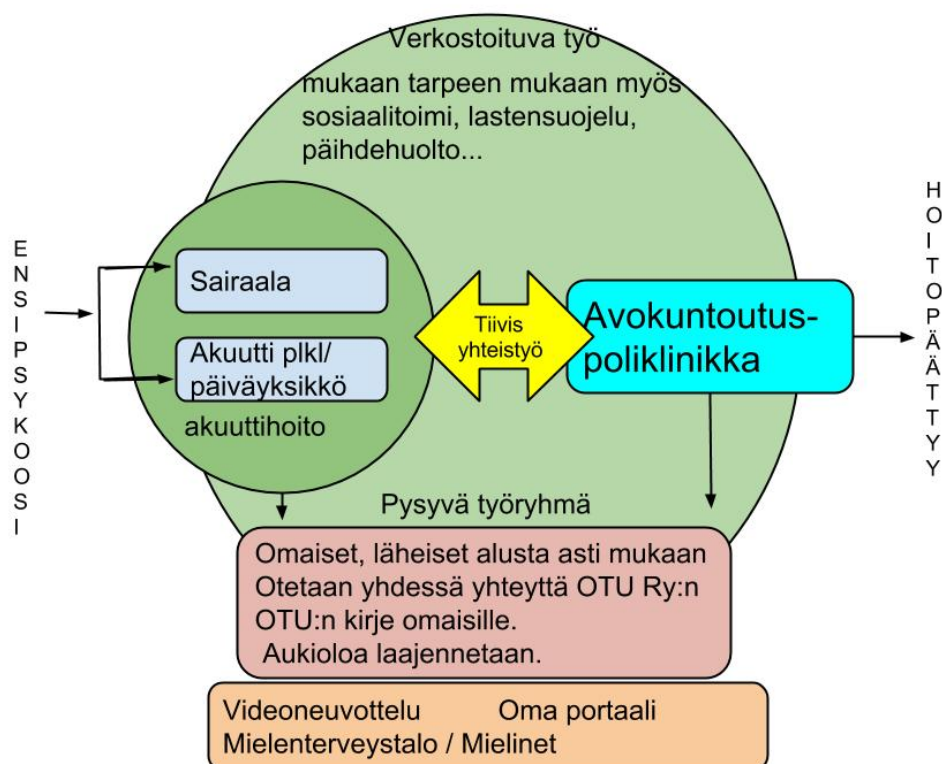 Verkostoituva työ
mukaan tarpeen mukaan myös
sosiaalitoimi, lastensuojelu,
päihdehuolto...
ENSIPSYKOOSI
Sairaala
Akuutti plkl/
päiväyksikkö
akuuttihoito
Tiivis
yhteistyö
Avokuntoutus-
poliklinikka
HOITOPÄÄTTYY
Pysyvä työryhmä
Omaiset, läheiset alusta asti mukaan
Otetaan yhdessä yhteyttä OTU Ry:n
OTU:n kirje omaisille.
Aukioloa laajennetaan.
Videoneuvottelu Oma portaali
Mielenterveystalo / Mielinet